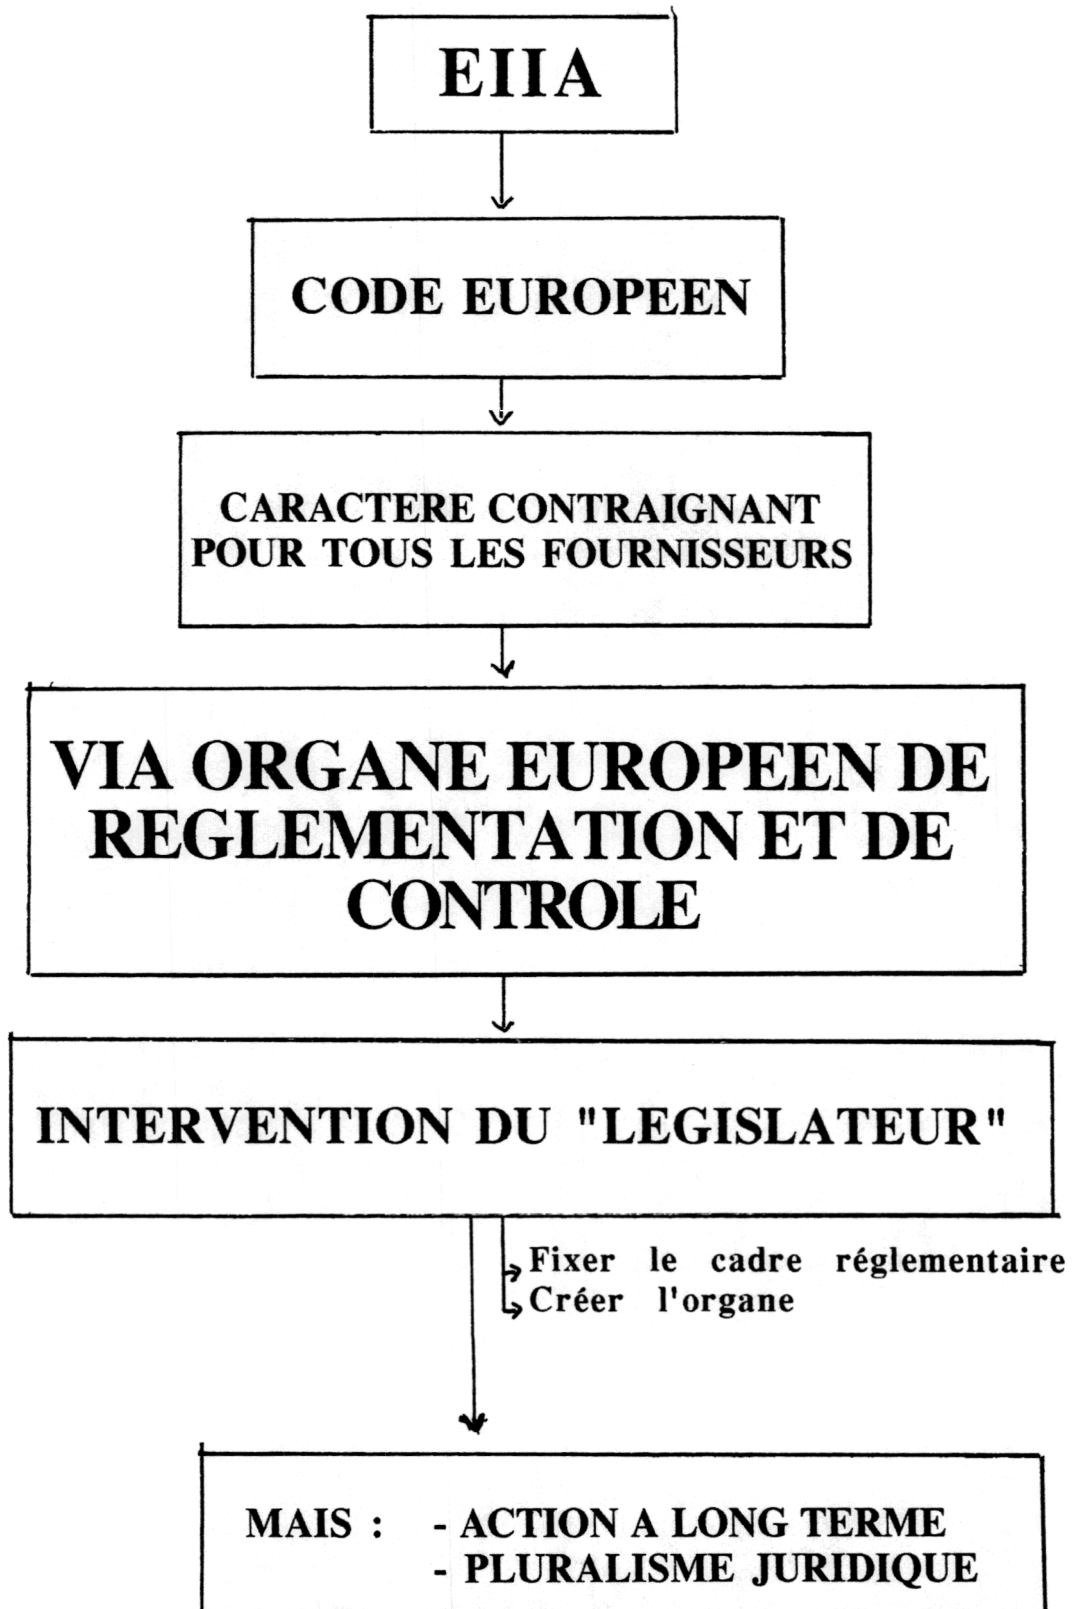 EIIA
CODE EUROPEEN
CARACTERE CONTRAIGNANT
POUR TOUS LES FOURNISSEURS
VIA ORGANE EUROPEEN DE
REGLEMENTATION ET DE
CONTROLE
INTERVENTION DU "LEGISLATEUR"
Fixer le cadre réglementaire
Créer l'organe
MAIS : - ACTION A LONG TERME
- PLURALISME JURIDIQUE